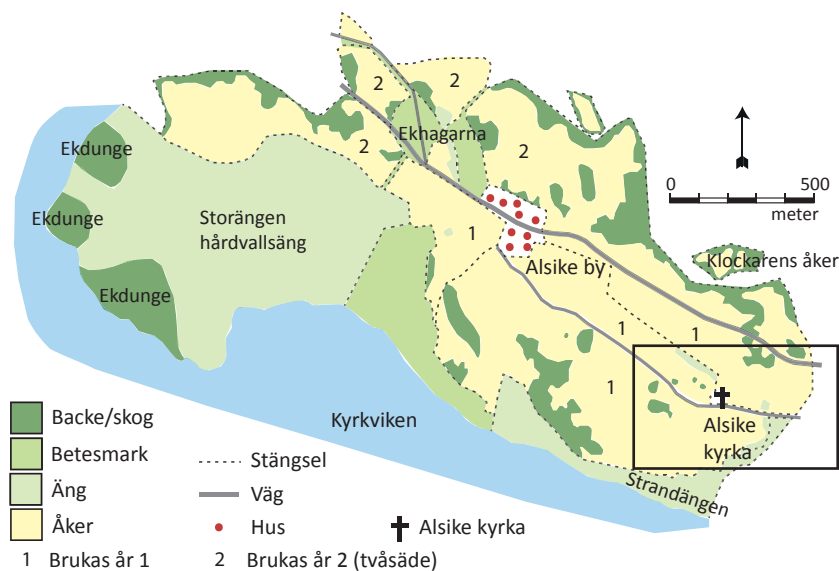 2
2
Ekhagarna
Ekdunge
2
2
0 500
meter
Ekdunge
Storängen
hårdvallsäng
1
Alsike by
Klockarens åker
Ekdunge
1
1
1
Alsike
kyrka
Kyrkviken
Strandängen
Backe/skog
Betesmark
Äng
Åker
1 Brukas år 1
Stängsel
Väg
Hus
Alsike kyrka
2 Brukas år 2 (tvåsäde)